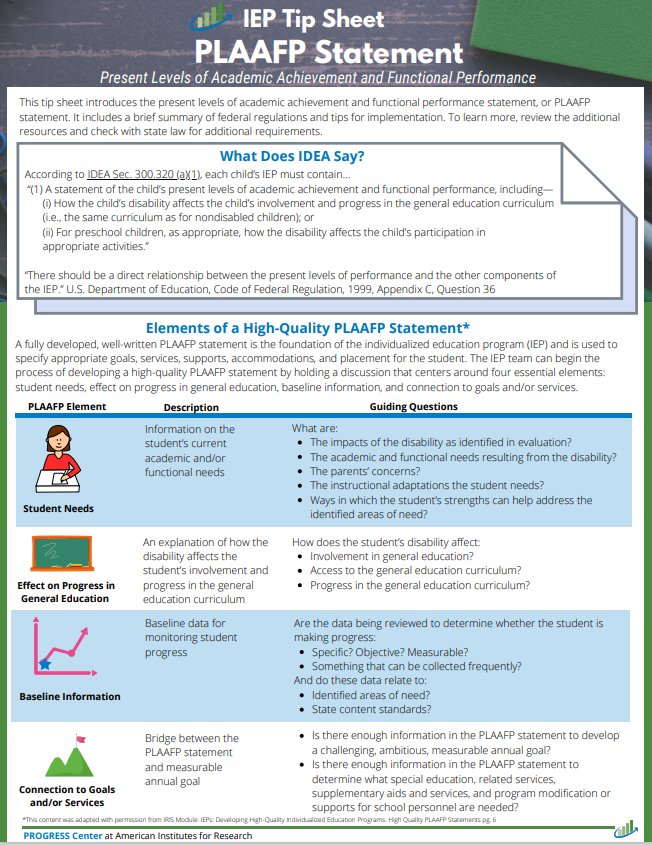 IEP Tip Sheet
PLAAFP Statement
Present Levels of Academic Achievement and Functional Performance
This tip sheet introduces the present levels of academic achievement and functional performance statement, or PLAAFP
statement. It includes a brief summary of federal regulations and tips for implementation. To learn more, review the additional
resources and check with state law for additional requirements.
What Does IDEA Say?
According to IDEA Sec. 300.320 (a)(1), each child's IEP must contain...
"(1) A statement of the child's present levels of academic achievement and functional performance, including—
(i) How the child's disability affects the child's involvement and progress in the general education curriculum
(i.e., the same curriculum as for nondisabled children); or
(ii) For preschool children, as appropriate, how the disability affects the child's participation in
appropriate activities."
"There should be a direct relationship between the present levels of performance and the other components of
the IEP." U.S. Department of Education, Code of Federal Regulation, 1999, Appendix C, Question 36
Elements of a High-Quality PLAAFP Statement*
A fully developed, well-written PLAAFP statement is the foundation of the individualized education program (IEP) and is used to
specify appropriate goals, services, supports, accommodations, and placement for the student. The IEP team can begin the
process of developing a high-quality PLAAFP statement by holding a discussion that centers around four essential elements:
student needs, effect on progress in general education, baseline information, and connection to goals and/or services.
PLAAFP Element
Description
Guiding Questions
Student Needs
Information on the
student's current
academic and/or
functional needs
What are:
• The impacts of the disability as identified in evaluation?
• The academic and functional needs resulting from the disability?
• The parents' concerns?
• The instructional adaptations the student needs?
• Ways in which the student's strengths can help address the
identified areas of need?
Effect on Progress in
General Education
An explanation of how the
disability affects the
student's involvement and
progress in the general
education curriculum
How does the student's disability affect:
• Involvement in general education?
• Access to the general education curriculum?
• Progress in the general education curriculum?
Baseline Information
Baseline data for
monitoring student
progress
Are the data being reviewed to determine whether the student is
making progress:
• Specific? Objective? Measurable?
• Something that can be collected frequently?
And do these data relate to:
• Identified areas of need?
• State content standards?
Connection to Goals
and/or Services
Bridge between the
PLAAFP statement
and measurable
annual goal
• Is there enough information in the PLAAFP statement to develop
a challenging, ambitious, measurable annual goal?
• Is there enough information in the PLAAFP statement to
determine what special education, related services,
supplementary aids and services, and program modification or
supports for school personnel are needed?
*This content was adapted with permission from IRIS Module: IEPs: Developing High-Quality Individualized Education Programs. High Quality PLAAFP Statements pg. 6
PROGRESS Center at American Institutes for Research